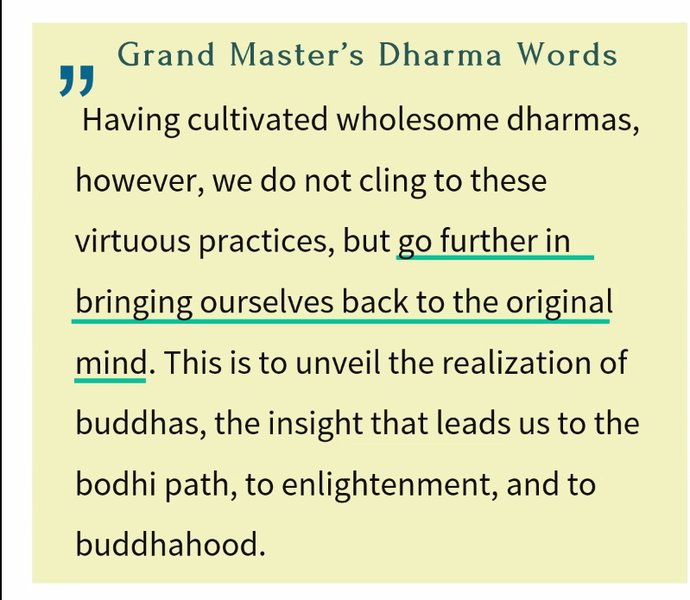 Grand Master’s Dharma Words
”
Having cultivated wholesome dharmas,
however, we do not cling to these
virtuous practices, but go further in
bringing ourselves back to the original
mind. This is to unveil the realization of
buddhas, the insight that leads us to the
bodhi path, to enlightenment, and to
buddhahood.